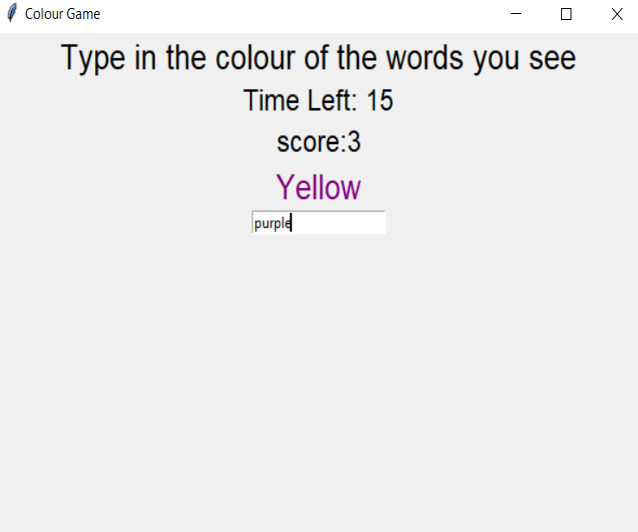 Colour Game
Type in the colour of the words you see
Time Left: 15
score:3
Yellow
purple